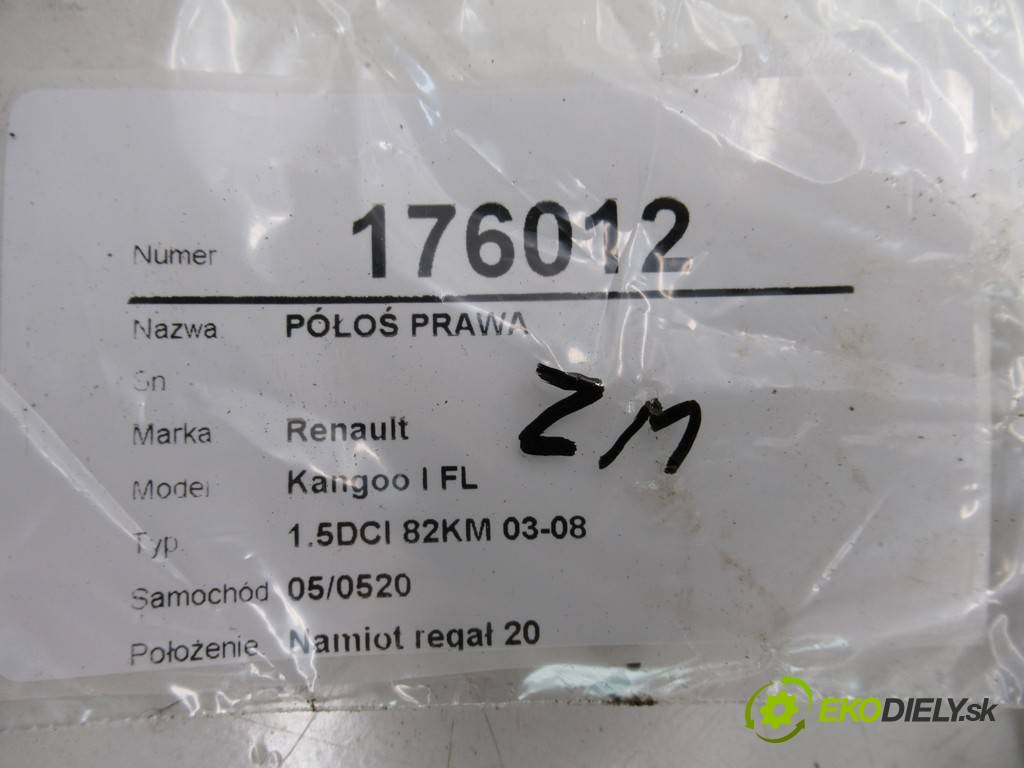 Numer 176012
Nazwa PÓŁOŚ PRAWA
Sn
ZM
Marka Renault
Model Kangoo I FL
Typ 1.5DCI 82KM 03-08
Samochód 05/0520
Położenie Namiot regał 20
EKODIELY.sk